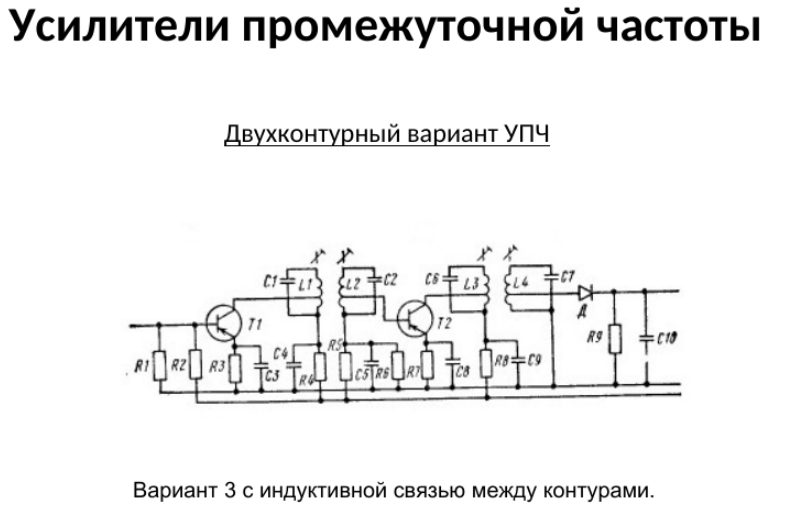 Усилители промежуточной частоты
Двухконтурный вариант УПЧ
C1 L1 L2 C2 C6 L3 L4 C7
T1 T2 Д R9 C10
R1 R2 R3 C3 C4 R4 R5 C5 R6 R7 C8 R8 C9
Вариант 3 с индуктивной связью между контурами.